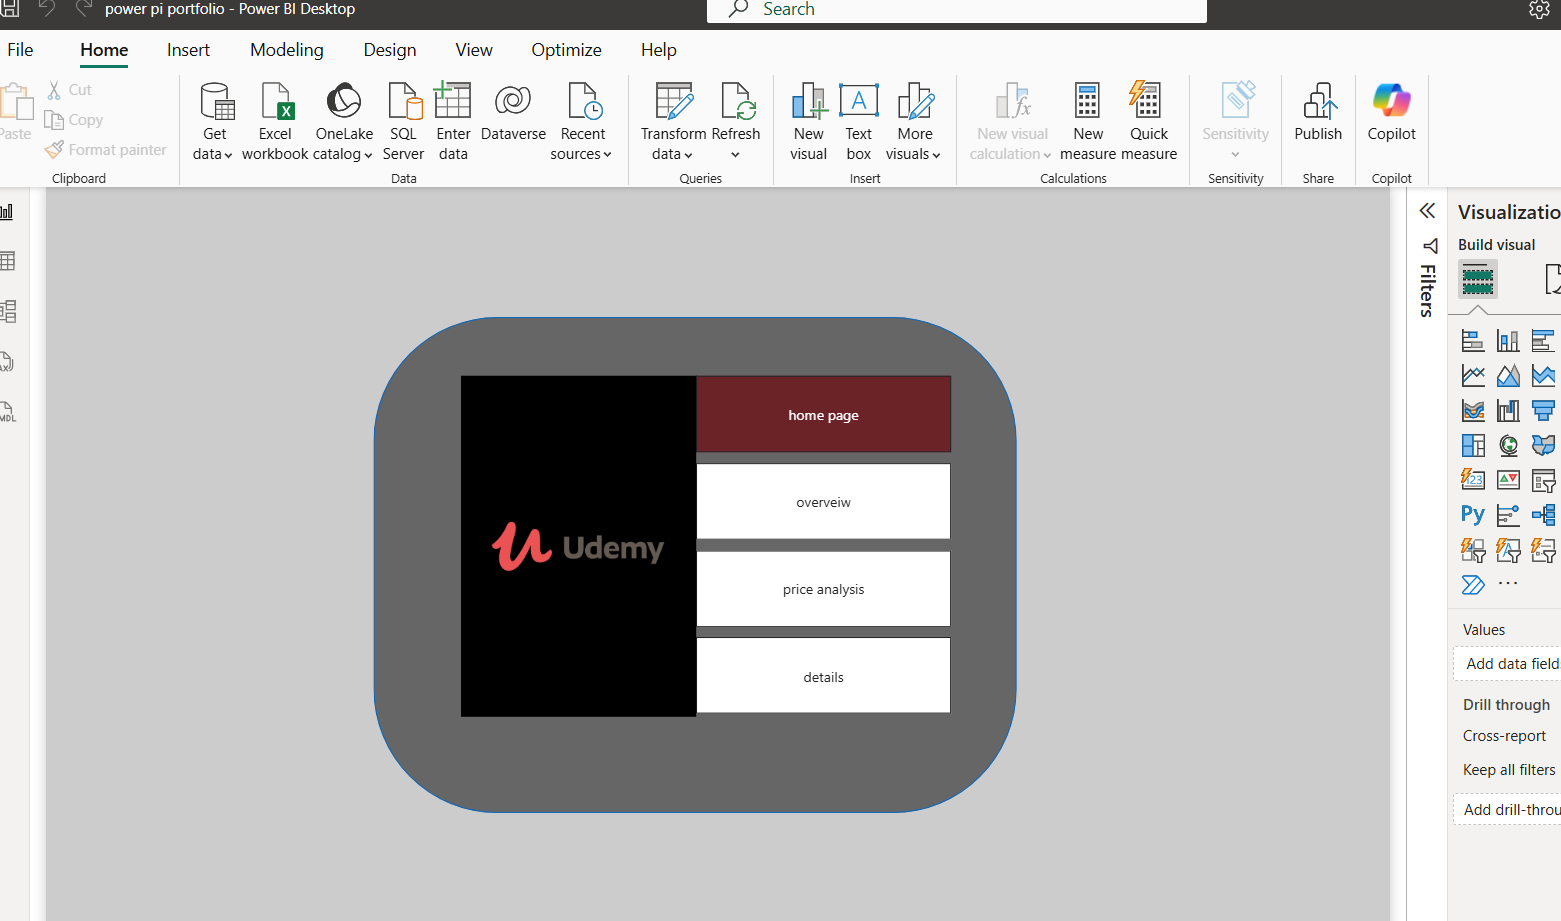 power pi portfolio - Power BI Desktop
Search
File Home Insert Modeling Design View Optimize Help
Paste
Cut
Copy
Format painter
Clipboard
Get data
Excel workbook
OneLake catalog
SQL Server
Enter data
Dataverse
Recent sources
Data
Transform data
Refresh
Queries
New visual
Text box
More visuals
Insert
New visual calculation
New measure
Quick measure
Calculations
Sensitivity
Sensitivity
Publish
Share
Copilot
Copilot
Udemy
home page
overveiw
price analysis
details
Filters
Visualizatio
Build visual
123
Py
Values
Add data field
Drill through
Cross-report
Keep all filters
Add drill-throu